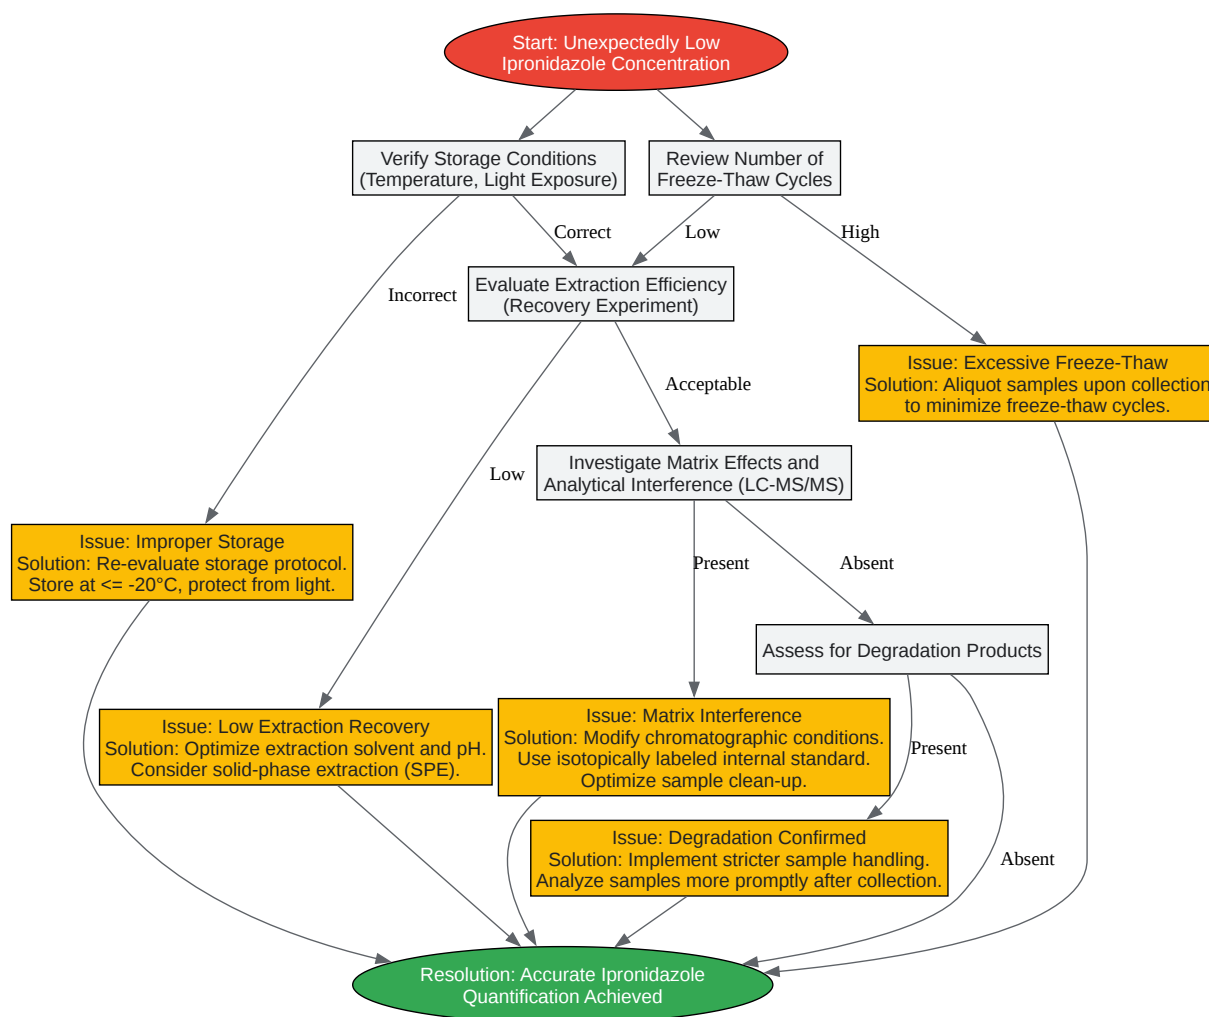 Start: Unexpectedly Low
Ipronidazole Concentration
Verify Storage Conditions
(Temperature, Light Exposure)
Review Number of
Freeze-Thaw Cycles
Correct
Low
High
Evaluate Extraction Efficiency
(Recovery Experiment)
Incorrect
Issue: Excessive Freeze-Thaw
Solution: Aliquot samples upon collection
to minimize freeze-thaw cycles.
Acceptable
Low
Investigate Matrix Effects and
Analytical Interference (LC-MS/MS)
Issue: Improper Storage
Solution: Re-evaluate storage protocol.
Store at <= -20°C, protect from light.
Present
Absent
Assess for Degradation Products
Issue: Low Extraction Recovery
Solution: Optimize extraction solvent and pH.
Consider solid-phase extraction (SPE).
Issue: Matrix Interference
Solution: Modify chromatographic conditions.
Use isotopically labeled internal standard.
Optimize sample clean-up.
Present
Issue: Degradation Confirmed
Solution: Implement stricter sample handling.
Analyze samples more promptly after collection.
Absent
Resolution: Accurate Ipronidazole
Quantification Achieved